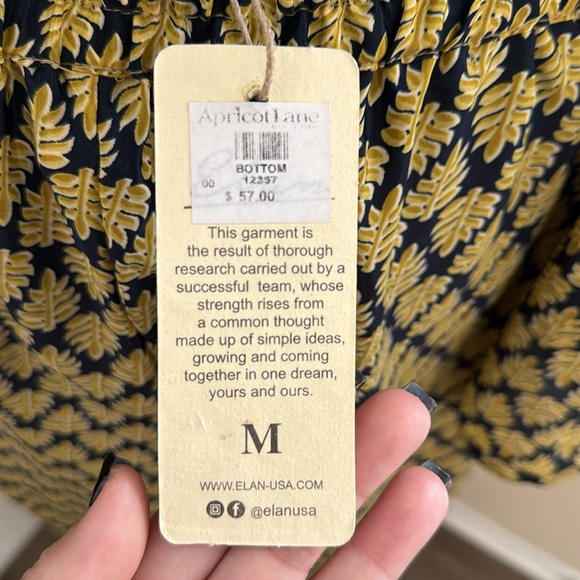 Apricot Lane
BOTTOM
00 12357
$ 57.00
This garment is
the result of thorough
research carried out by a
successful team, whose
strength rises from
a common thought
made up of simple ideas,
growing and coming
together in one dream,
yours and ours.
M
WWW.ELAN-USA.COM
@elanusa